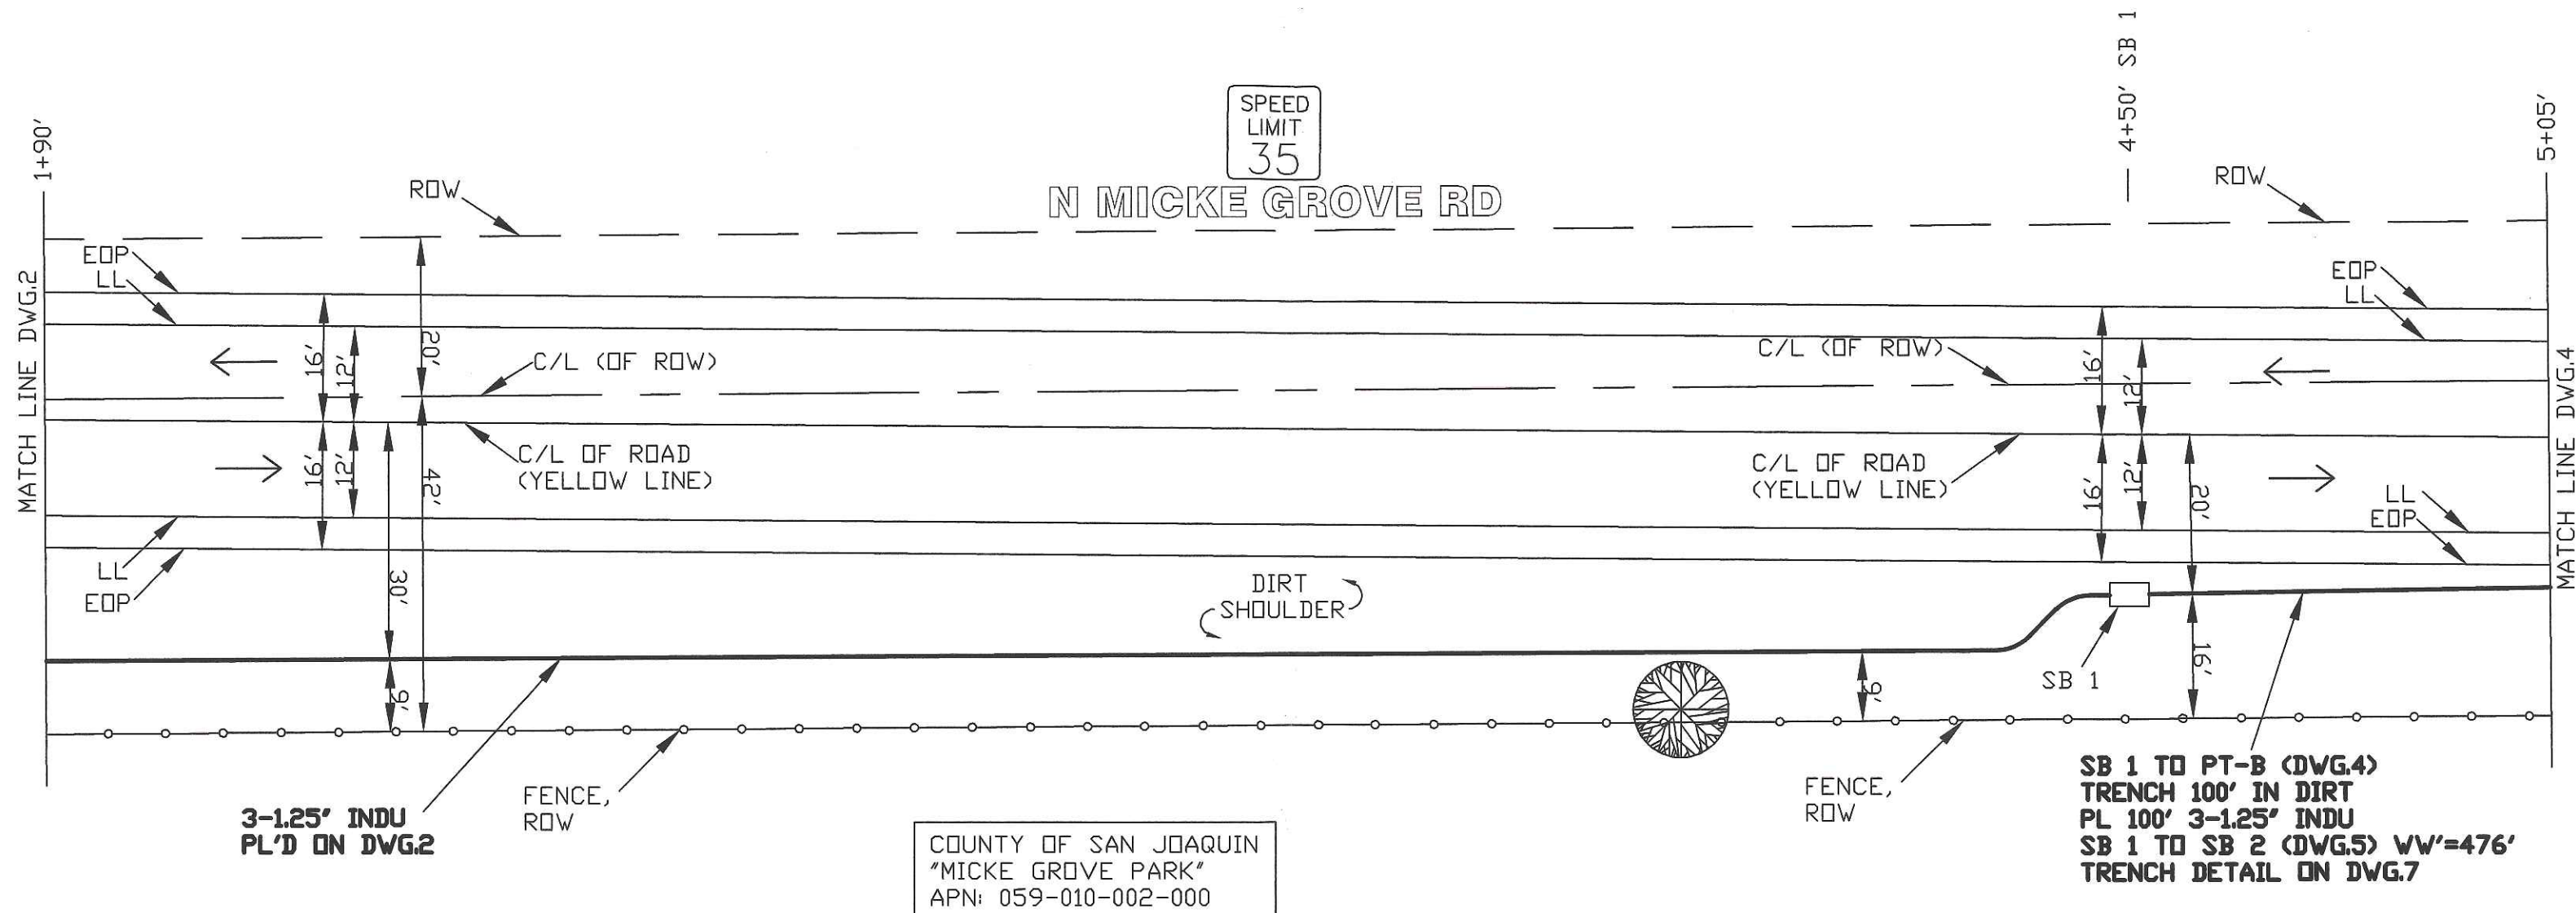 1+90'
4+50' SB 1
5+05'
SPEED
LIMIT
35
N MICKE GROVE RD
ROW
ROW
EOP
LL
EOP
LL
MATCH LINE DWG.2
MATCH LINE DWG.4
20'
16'
12'
C/L (OF ROW)
C/L (OF ROW)
16'
12'
16'
12'
C/L OF ROAD
(YELLOW LINE)
42'
C/L OF ROAD
(YELLOW LINE)
16'
12'
20'
LL
EOP
LL
EOP
30'
DIRT
SHOULDER
9'
9'
SB 1
16'
3-1.25" INDU
PL'D ON DWG.2
FENCE,
ROW
FENCE,
ROW
SB 1 TO PT-B (DWG.4)
TRENCH 100' IN DIRT
PL 100' 3-1.25" INDU
SB 1 TO SB 2 (DWG.5) WW'=476'
TRENCH DETAIL ON DWG.7
COUNTY OF SAN JOAQUIN
"MICKE GROVE PARK"
APN: 059-010-002-000